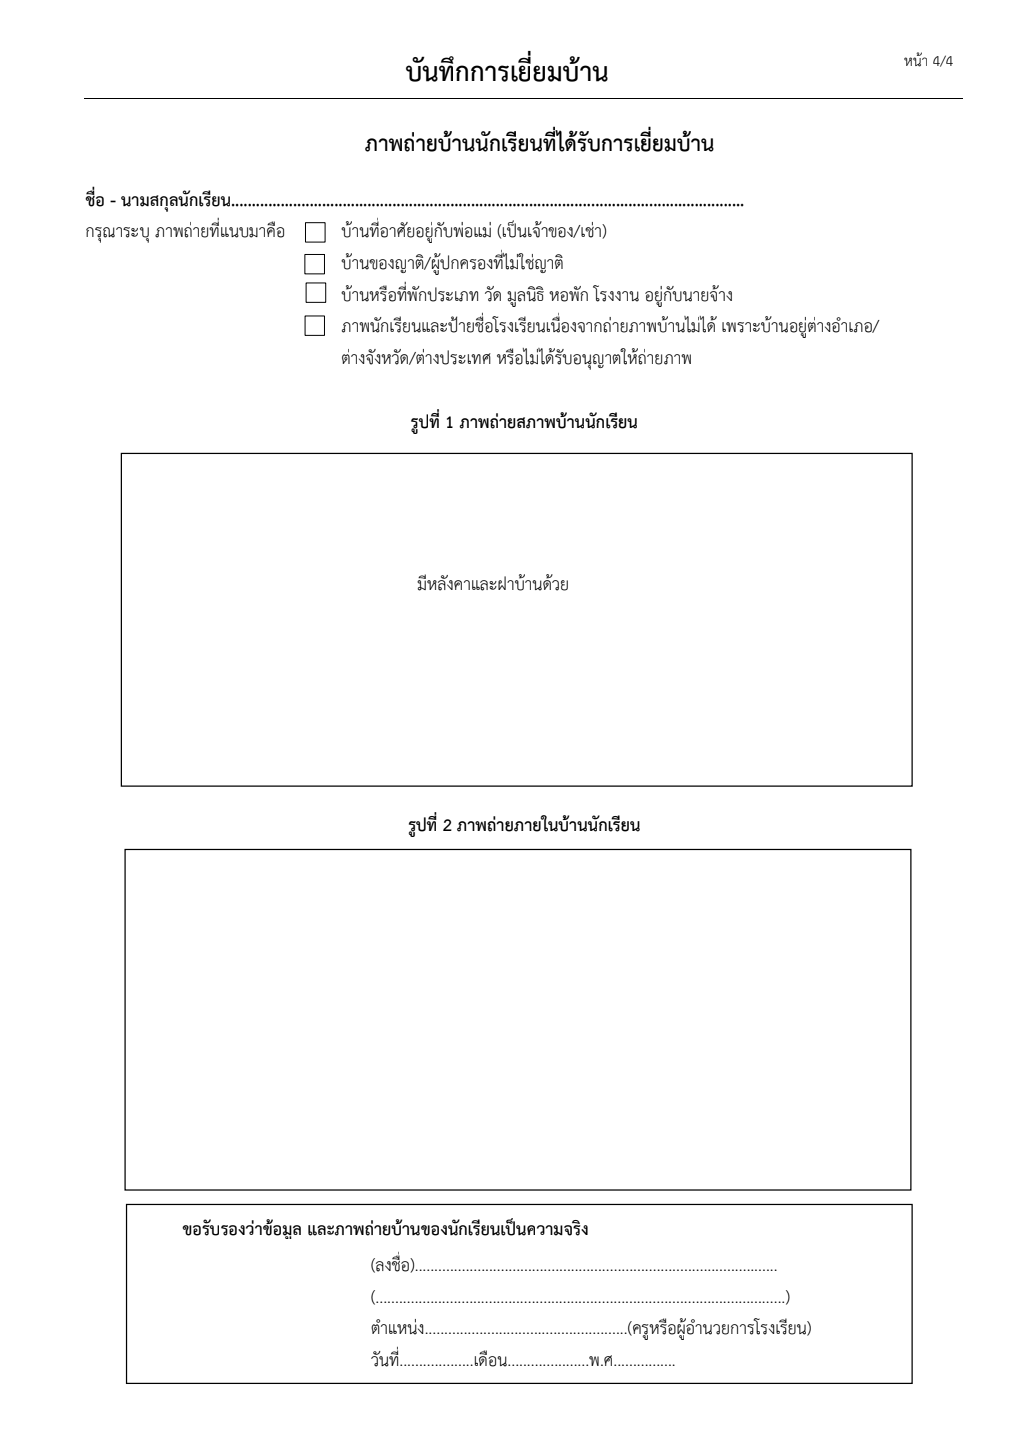 หน้า 4/4
บันทึกการเยี่ยมบ้าน
ภาพถ่ายบ้านนักเรียนที่ได้รับการเยี่ยมบ้าน
ชื่อ - นามสกุลนักเรียน............................................................................................................................
กรุณาระบุ ภาพถ่ายที่แนบมาคือ บ้านที่อาศัยอยู่กับพ่อแม่ (เป็นเจ้าของ/เช่า)
บ้านของญาติ/ผู้ปกครองที่ไม่ใช่ญาติ
บ้านหรือที่พักประเภท วัด มูลนิธิ หอพัก โรงงาน อยู่กับนายจ้าง
ภาพนักเรียนและป้ายชื่อโรงเรียนเนื่องจากถ่ายภาพบ้านไม่ได้ เพราะบ้านอยู่ต่างอำเภอ/
ต่างจังหวัด/ต่างประเทศ หรือไม่ได้รับอนุญาตให้ถ่ายภาพ
รูปที่ 1 ภาพถ่ายสภาพบ้านนักเรียน
มีหลังคาและฝาบ้านด้วย
รูปที่ 2 ภาพถ่ายภายในบ้านนักเรียน
ขอรับรองว่าข้อมูล และภาพถ่ายบ้านของนักเรียนเป็นความจริง
(ลงชื่อ).............................................................................................
(.........................................................................................................)
ตำแหน่ง....................................................(ครูหรือผู้อำนวยการโรงเรียน)
วันที่...................เดือน.....................พ.ศ................